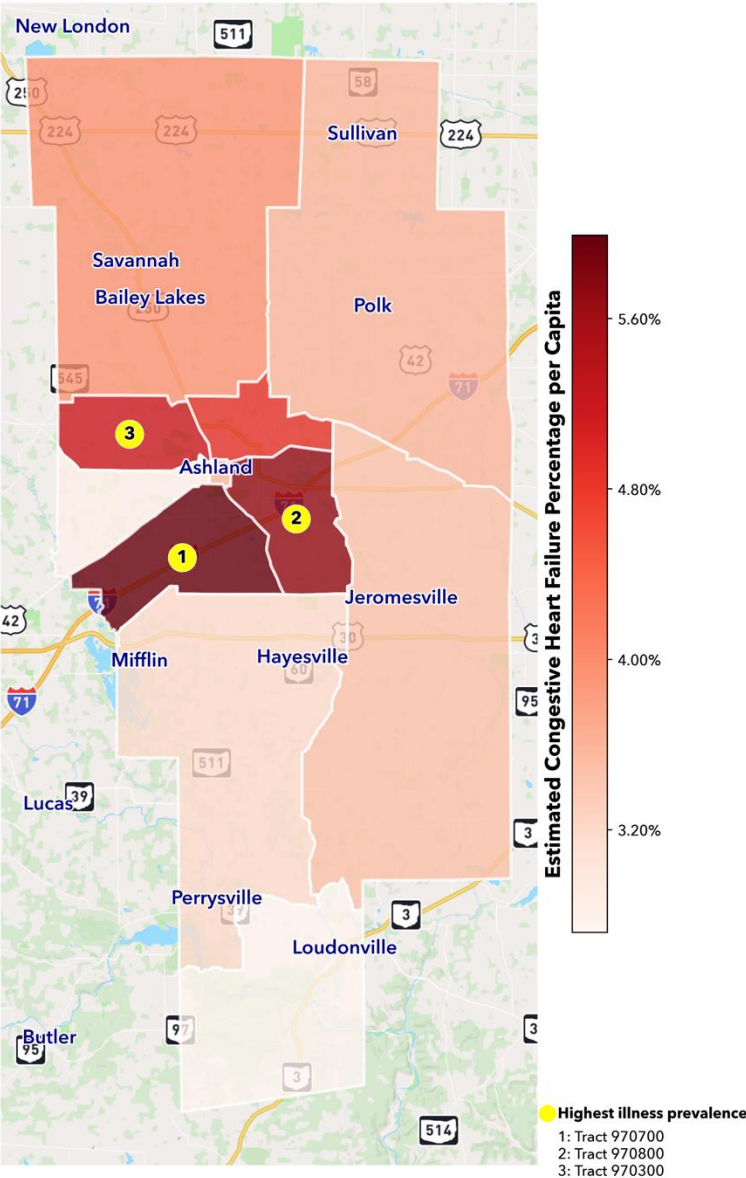 New London
511
250
58
224
224
Sullivan
224
Savannah
Bailey Lakes
250
Polk
42
545
71
3
Ashland
2
1
Jeromesville
42
30
3
Mifflin
Hayesville
60
71
95
511
Lucas
39
3
Perrysville
39
3
Loudonville
Butler
95
97
3
3
514
Estimated Congestive Heart Failure Percentage per Capita
5.60%
4.80%
4.00%
3.20%
Highest illness prevalence
1: Tract 970700
2: Tract 970800
3: Tract 970300